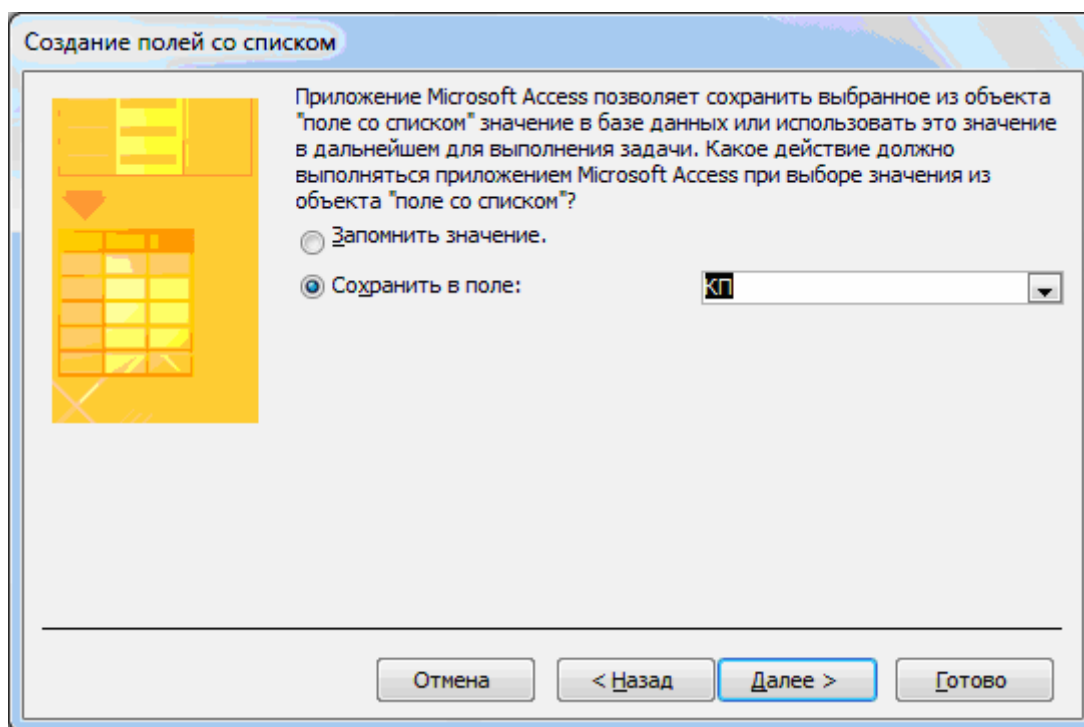 Создание полей со списком
Приложение Microsoft Access позволяет сохранить выбранное из объекта
"поле со списком" значение в базе данных или использовать это значение
в дальнейшем для выполнения задачи. Какое действие должно
выполняться приложением Microsoft Access при выборе значения из
объекта "поле со списком"?
Запомнить значение.
Сохранить в поле: КП
Отмена < Назад Далее > Готово